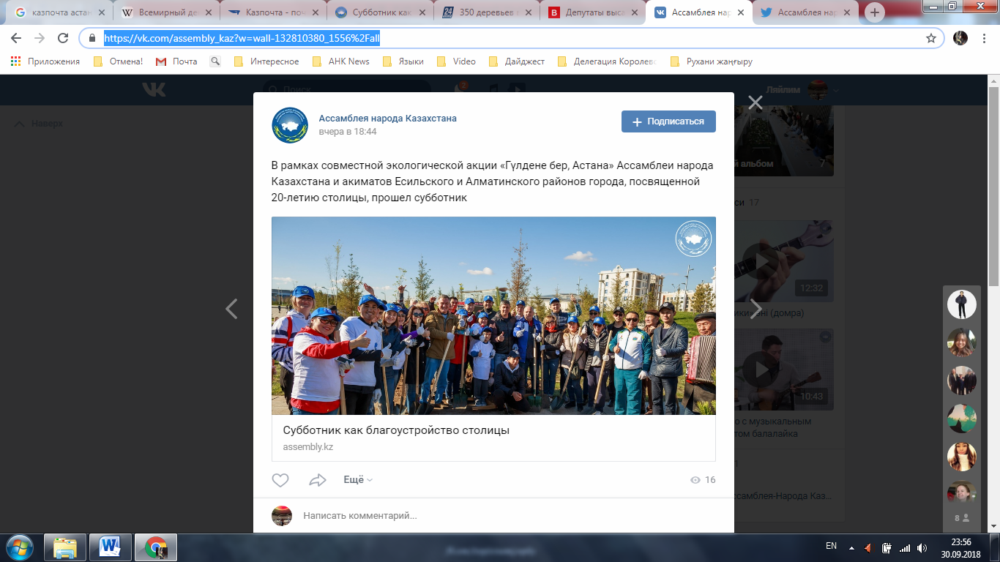 казпочта астан
Всемирный де
Казпочта - поч
Субботник как
350 деревьев
Депутаты выса
Ассамблея нар
Ассамблея нар
https://vk.com/assembly_kaz?w=wall-132810380_1556%2Fall
Приложения
Отмена!
Почта
Интересное
АНК News
Языки
Video
Дайджест
Делегация Королевс
Рухани жаңғыру
Поиск
2
Ляйлим
Наверх
Ассамблея народа Казахстана
вчера в 18:44
Подписаться
В рамках совместной экологической акции «Гүлдене бер, Астана» Ассамблеи народа
Казахстана и акиматов Есильского и Алматинского районов города, посвященной
20-летию столицы, прошел субботник
Субботник как благоустройство столицы
assembly.kz
Ещё
16
Написать комментарий...
й альбом 7
си 17
12:32
(домра)
10:43
о с музыкальным
том балалайка
ссамблея-Народа Каз...
8
EN
23:56
30.09.2018